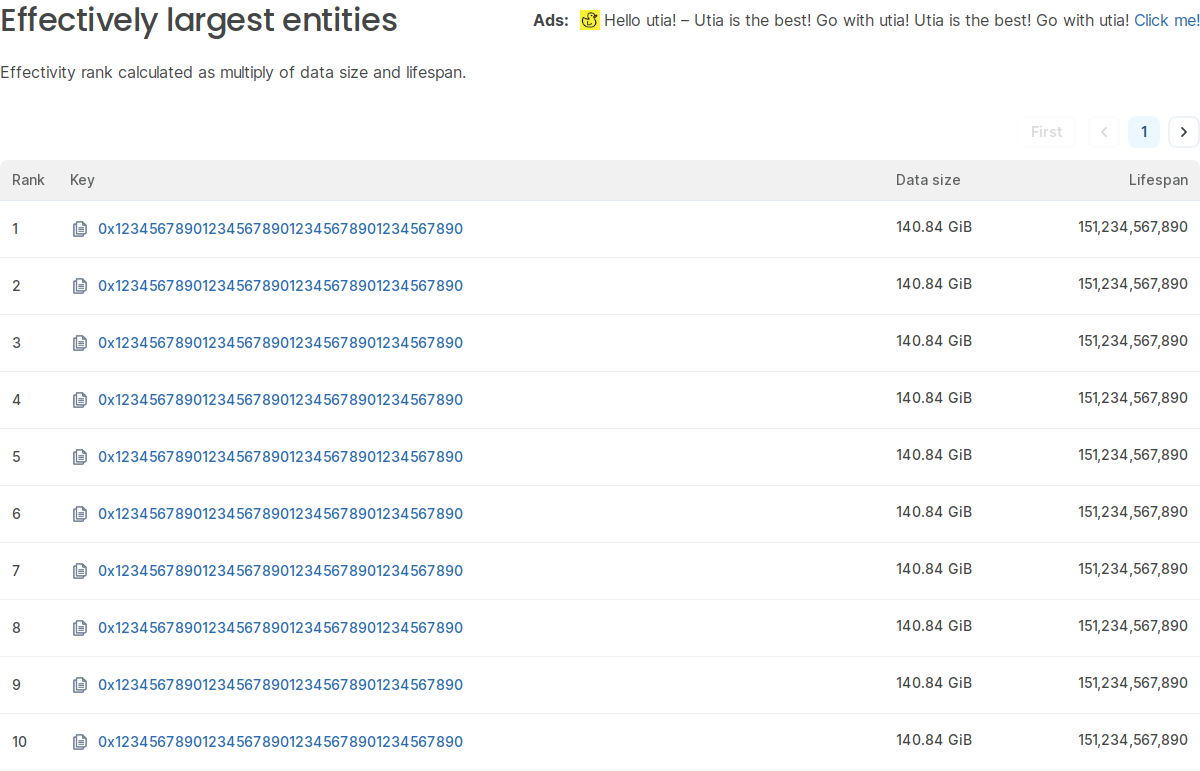 Effectively largest entities
Ads: Hello utia! – Utia is the best! Go with utia! Utia is the best! Go with utia! Click me!
Effectivity rank calculated as multiply of data size and lifespan.
First 1
Rank Key Data size Lifespan
1 0x1234567890123456789012345678901234567890 140.84 GiB 151,234,567,890
2 0x1234567890123456789012345678901234567890 140.84 GiB 151,234,567,890
3 0x1234567890123456789012345678901234567890 140.84 GiB 151,234,567,890
4 0x1234567890123456789012345678901234567890 140.84 GiB 151,234,567,890
5 0x1234567890123456789012345678901234567890 140.84 GiB 151,234,567,890
6 0x1234567890123456789012345678901234567890 140.84 GiB 151,234,567,890
7 0x1234567890123456789012345678901234567890 140.84 GiB 151,234,567,890
8 0x1234567890123456789012345678901234567890 140.84 GiB 151,234,567,890
9 0x1234567890123456789012345678901234567890 140.84 GiB 151,234,567,890
10 0x1234567890123456789012345678901234567890 140.84 GiB 151,234,567,890